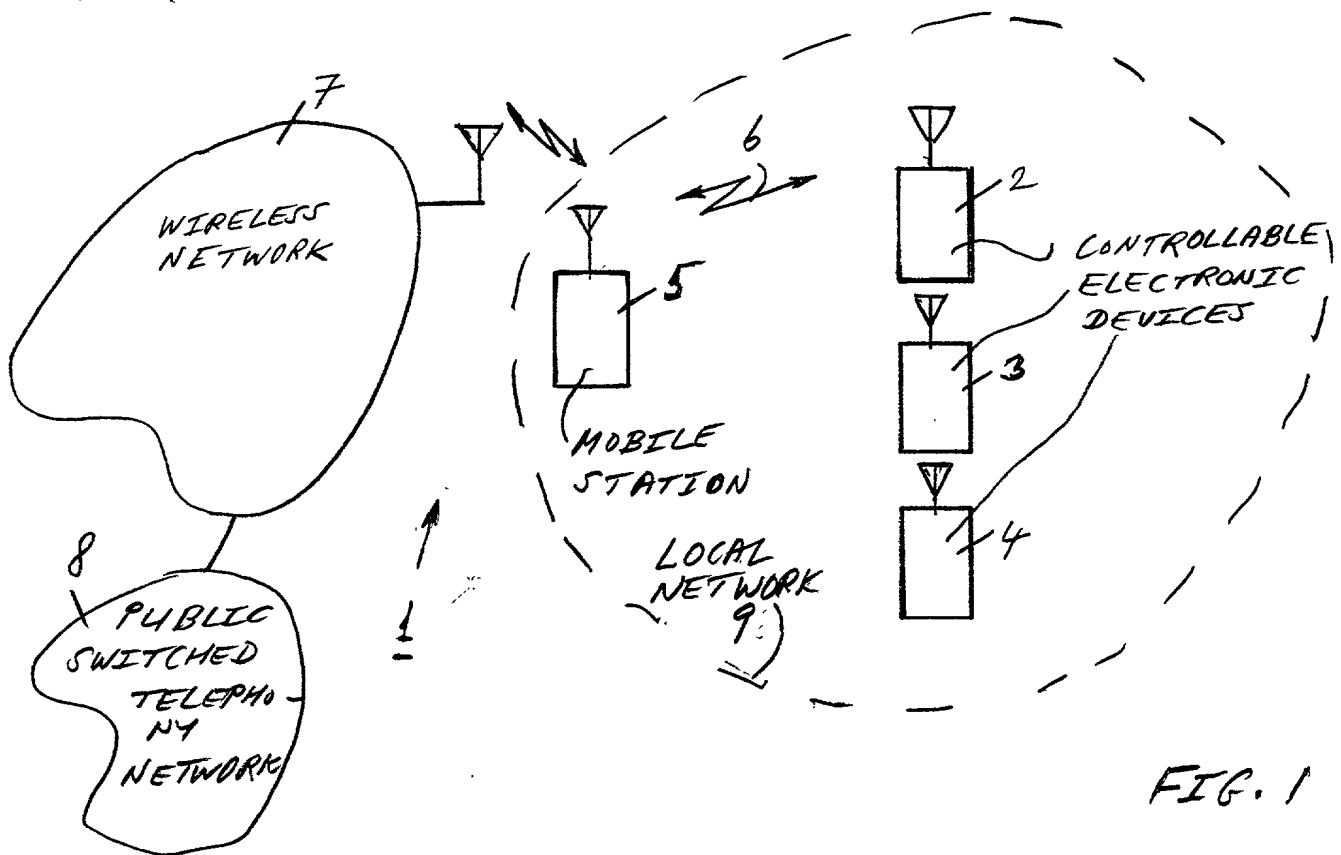 7
WIRELESS
NETWORK
6
2
CONTROLLABLE
ELECTRONIC
DEVICES
5
3
MOBILE
STATION
4
8
PUBLIC
SWITCHED
TELEPHO-
NY
NETWORK
1
LOCAL
NETWORK
9
FIG. 1